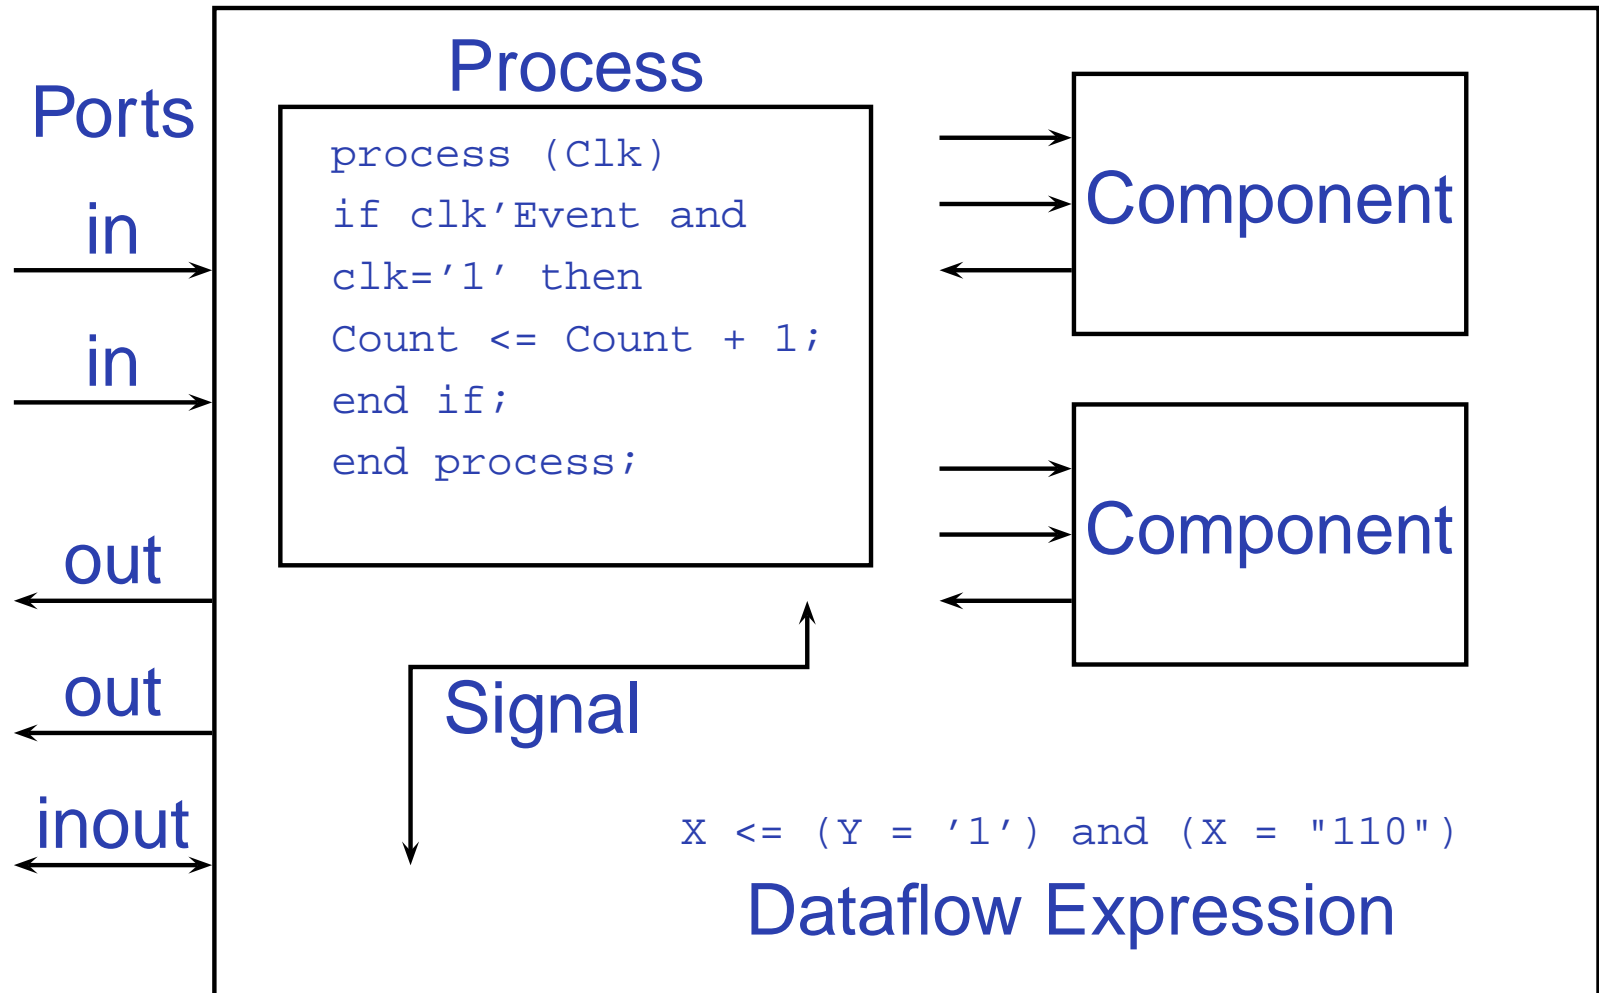 Ports
in
in
out
out
inout
Process
process (Clk)
if clk'Event and
clk='1' then
Count <= Count + 1;
end if;
end process;
Component
Component
Signal
X <= (Y = '1') and (X = "110")
Dataflow Expression